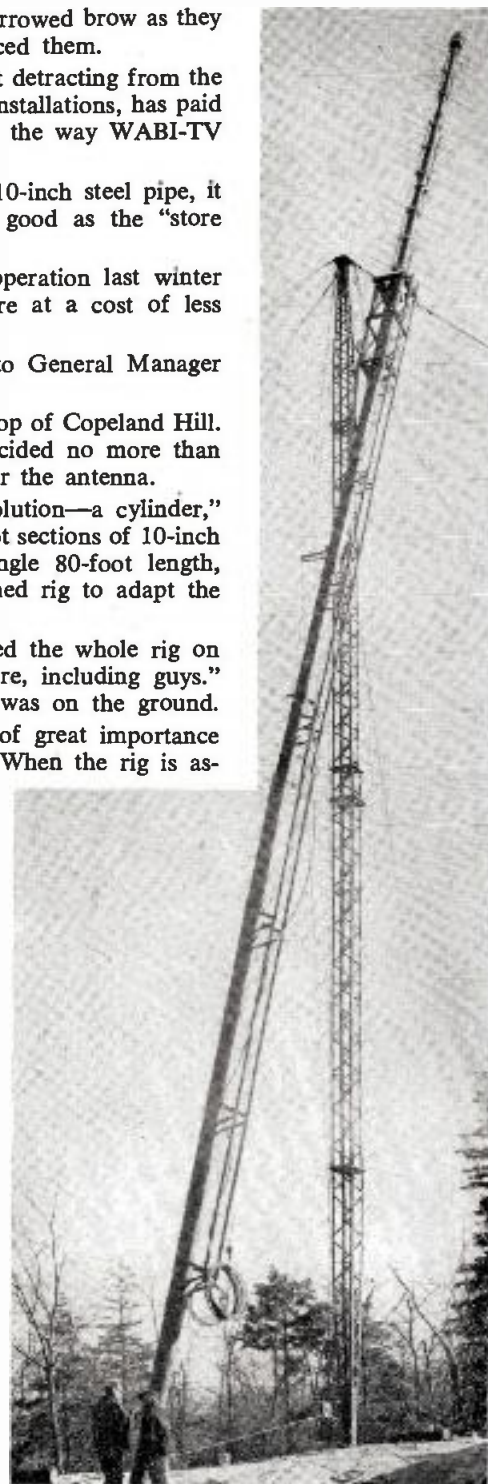 rrowed brow as they
ced them.
t detracting from the
nstallations, has paid
the way WABI-TV
10-inch steel pipe, it
good as the "store
peration last winter
re at a cost of less
to General Manager
op of Copeland Hill.
cided no more than
r the antenna.
olution—a cylinder,"
ot sections of 10-inch
ngle 80-foot length,
ned rig to adapt the
ed the whole rig on
re, including guys."
was on the ground.
of great importance
When the rig is as-